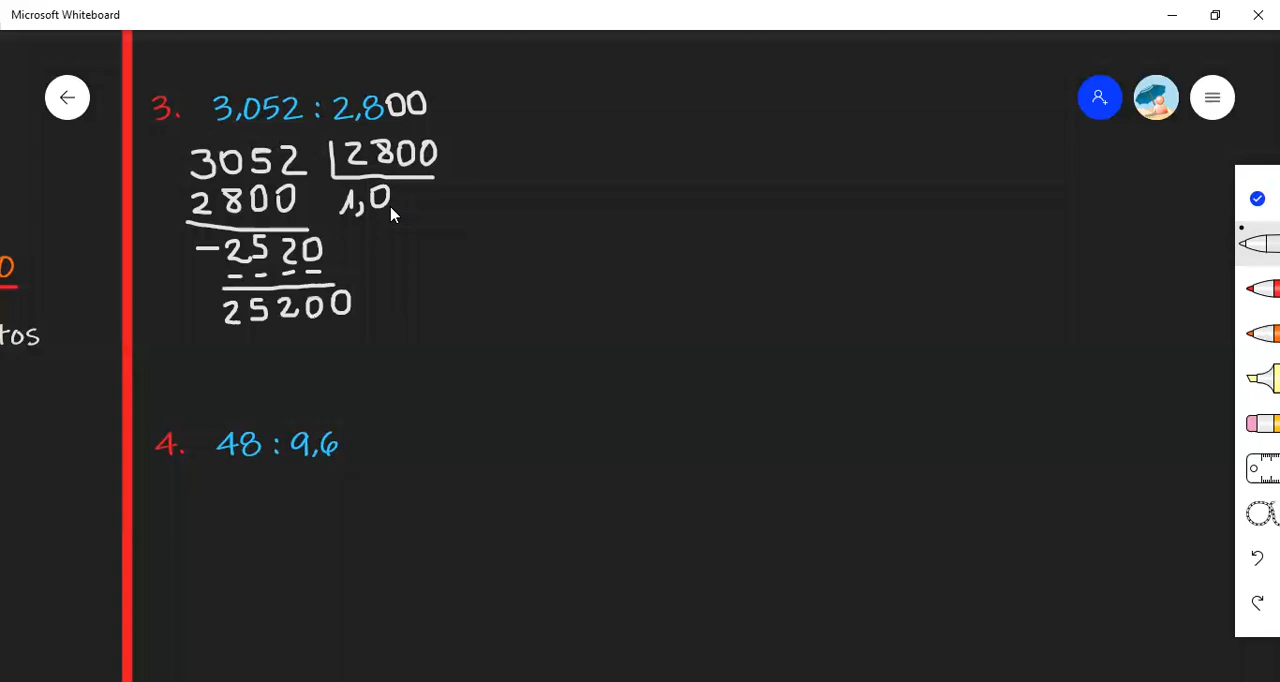 Microsoft Whiteboard
3. 3,052 : 2,800
3052 2800
2800 1,0
-2520
----
25200
0
tos
4. 48 : 9,6